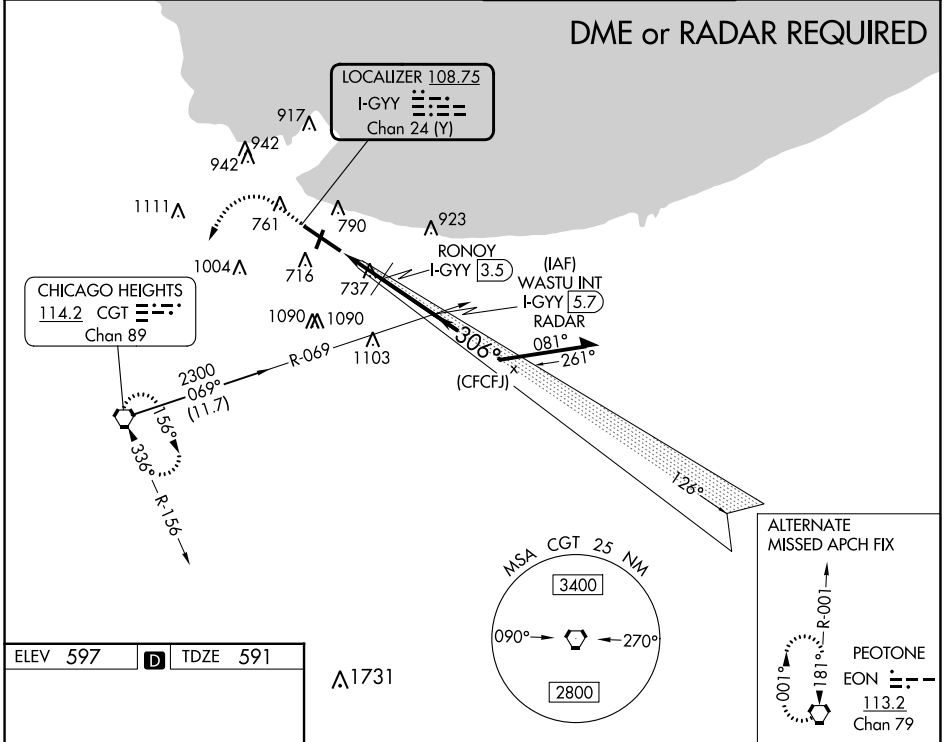 DME or RADAR REQUIRED
LOCALIZER 108.75
I-GYY
Chan 24 (Y)
917
942
942
1111
761
790
923
1004
716
737
RONOY
I-GYY 3.5
(IAF)
WASTU INT
I-GYY 5.7
RADAR
CHICAGO HEIGHTS
114.2 CGT
Chan 89
1090
1090
1103
R-069
306°
081°
261°
(CFCFJ)
2300
069°
(11.7)
156°
336°
R-156
126°
MSA CGT 25 NM
3400
090°
270°
2800
ALTERNATE
MISSED APCH FIX
R-001
001°
181°
PEOTONE
EON
113.2
Chan 79
ELEV 597 D TDZE 591
1731